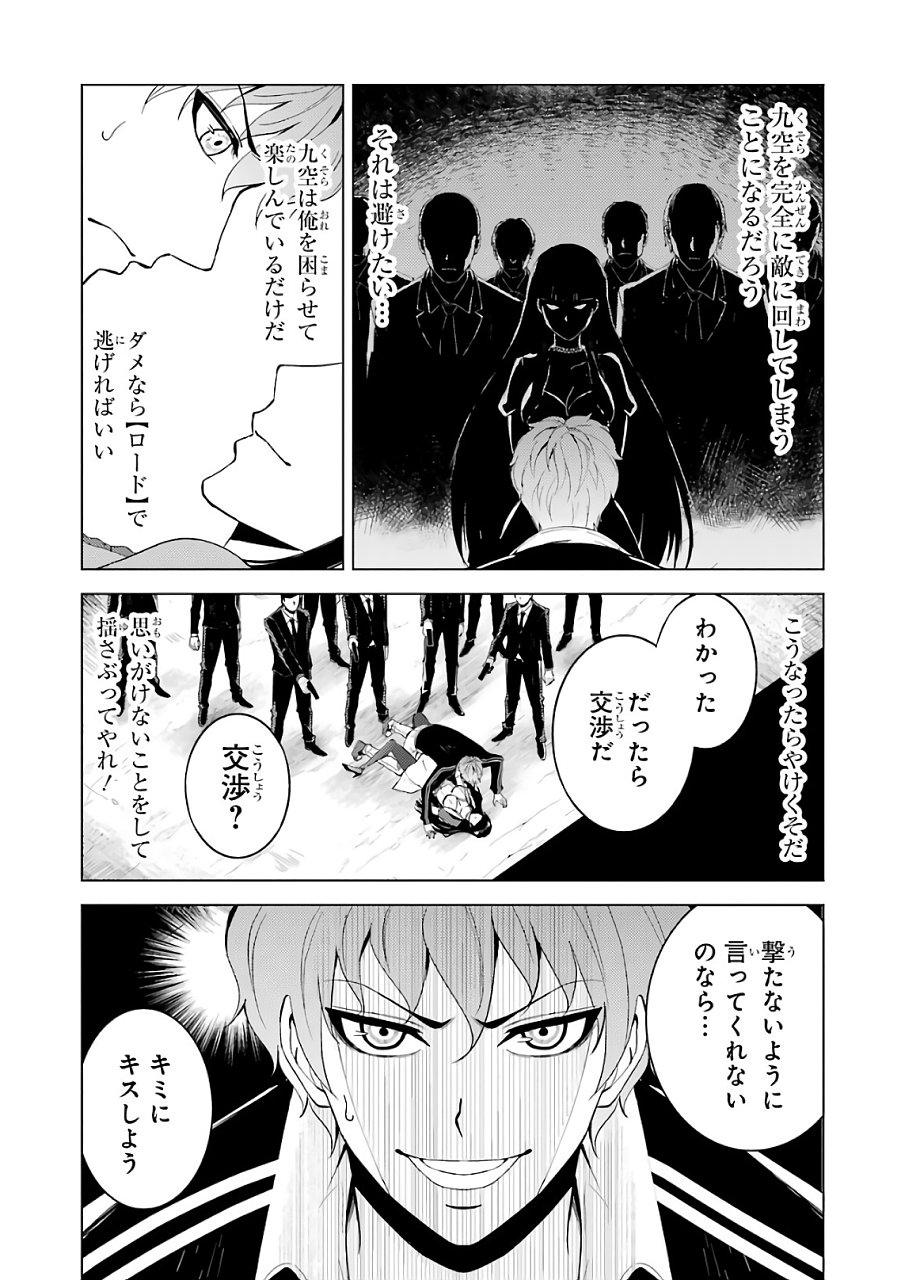 九空を完全に敵に回してしまう
ことになるだろう
それは避けたい…
九空は俺を困らせて
楽しんでいるだけだ
ダメなら【ロード】で
逃げればいい
こうなったらやけくそだ
わかった
だったら
交渉だ
交渉？
思いがけないことをして
揺さぶってやれ！
撃たないように
言ってくれない
のなら…
キミに
キスしよう